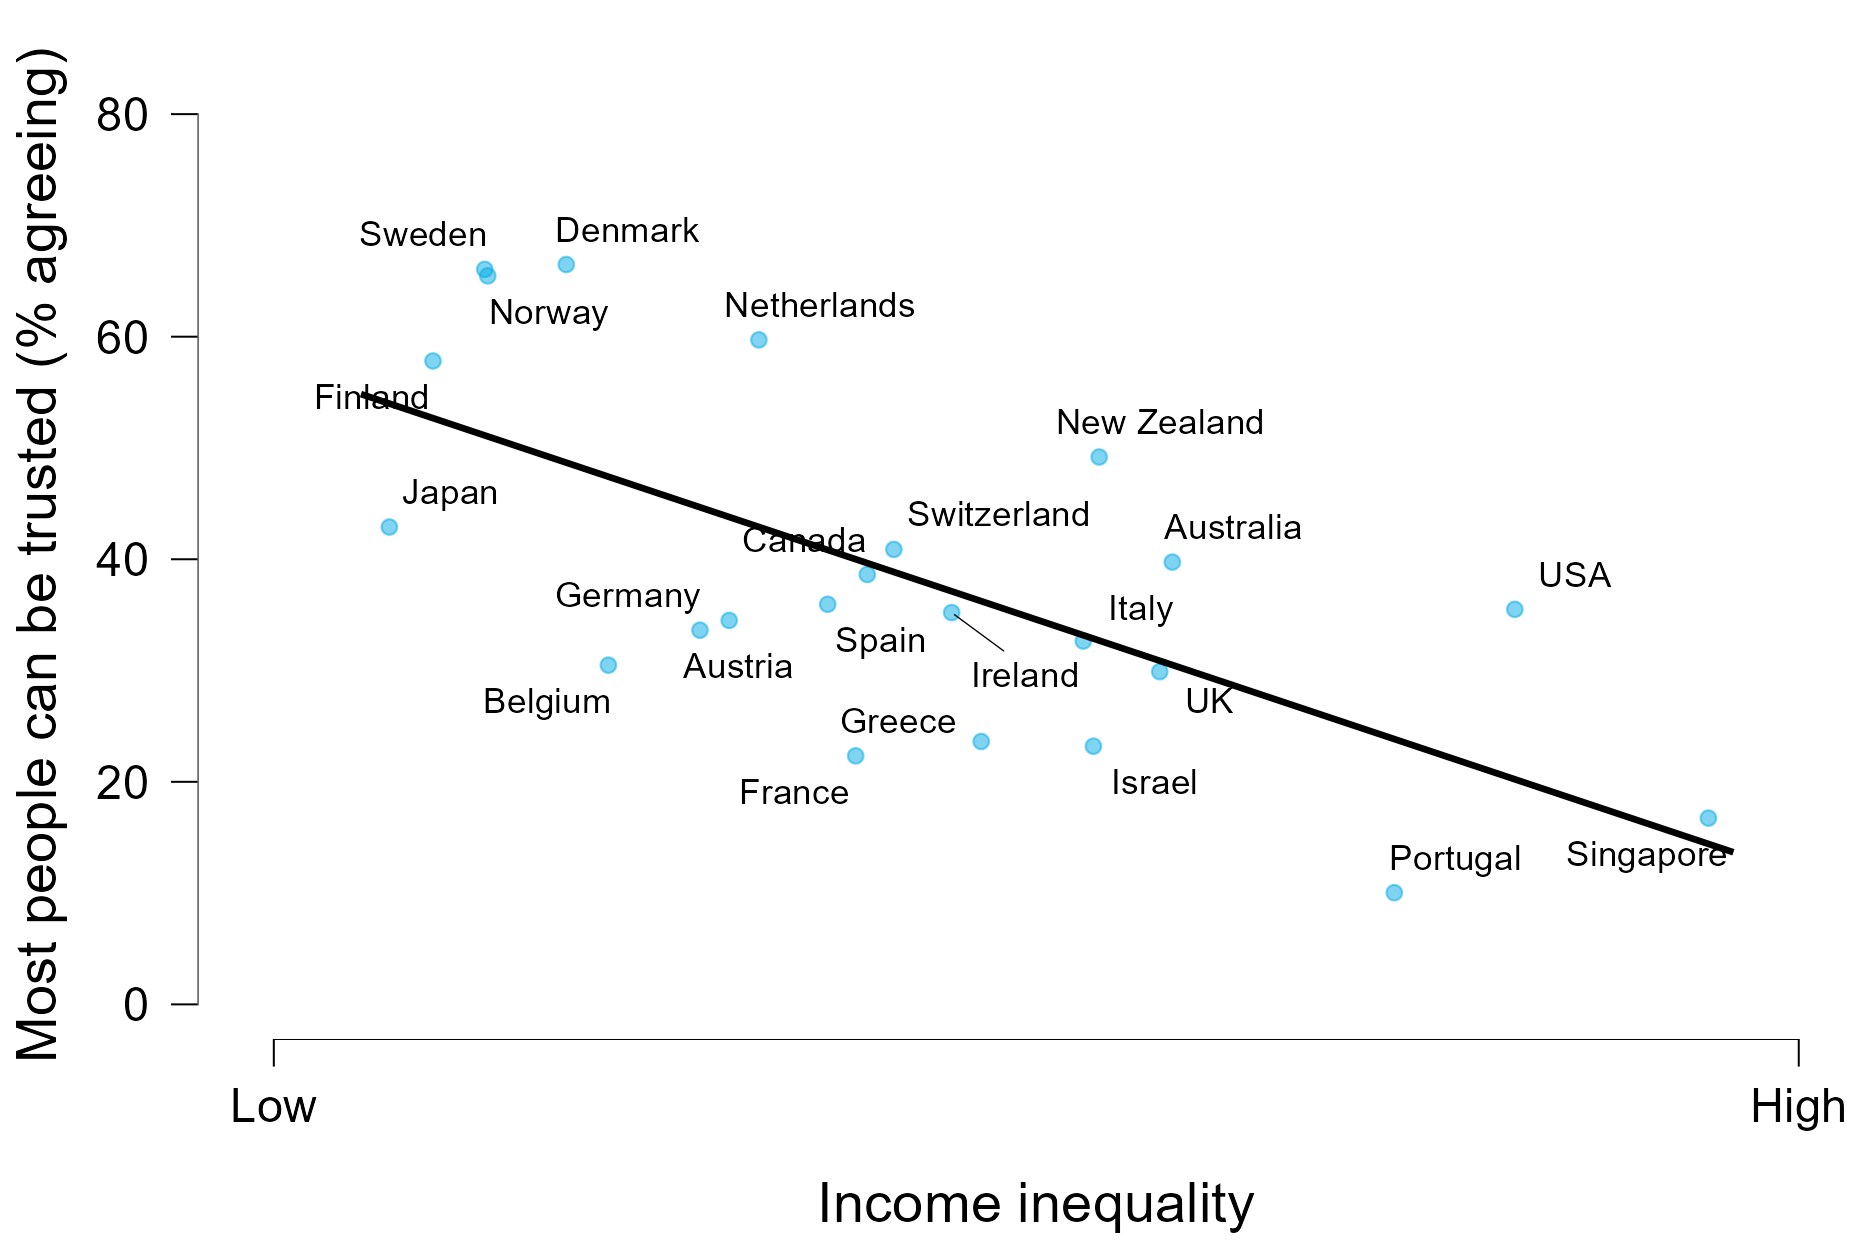 Most people can be trusted (% agreeing)
80
60
40
20
0
Sweden
Denmark
Norway
Netherlands
Finland
New Zealand
Japan
Switzerland
Australia
Canada
USA
Germany
Italy
Spain
Austria
Ireland
Belgium
UK
Greece
Israel
France
Portugal
Singapore
Low
High
Income inequality